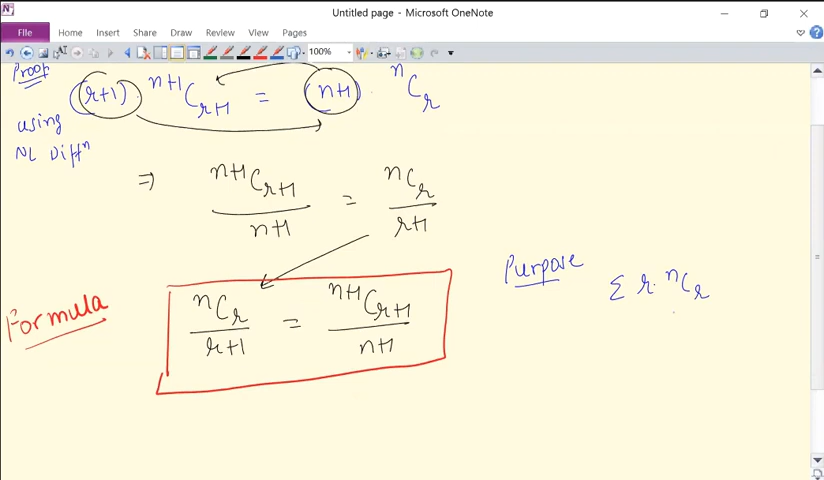 Untitled page - Microsoft OneNote
File Home Insert Share Draw Review View Pages
100%
Proof
(r+1) · ⁿ⁺¹Cᵣ₊₁ = (n+1) · ⁿCᵣ
using
NL Diffⁿ
⇒ ⁿ⁺¹Cᵣ₊₁ / n+1 = ⁿCᵣ / r+1
Purpose
Σ r · ⁿCᵣ
Formula
ⁿCᵣ / r+1 = ⁿ⁺¹Cᵣ₊₁ / n+1